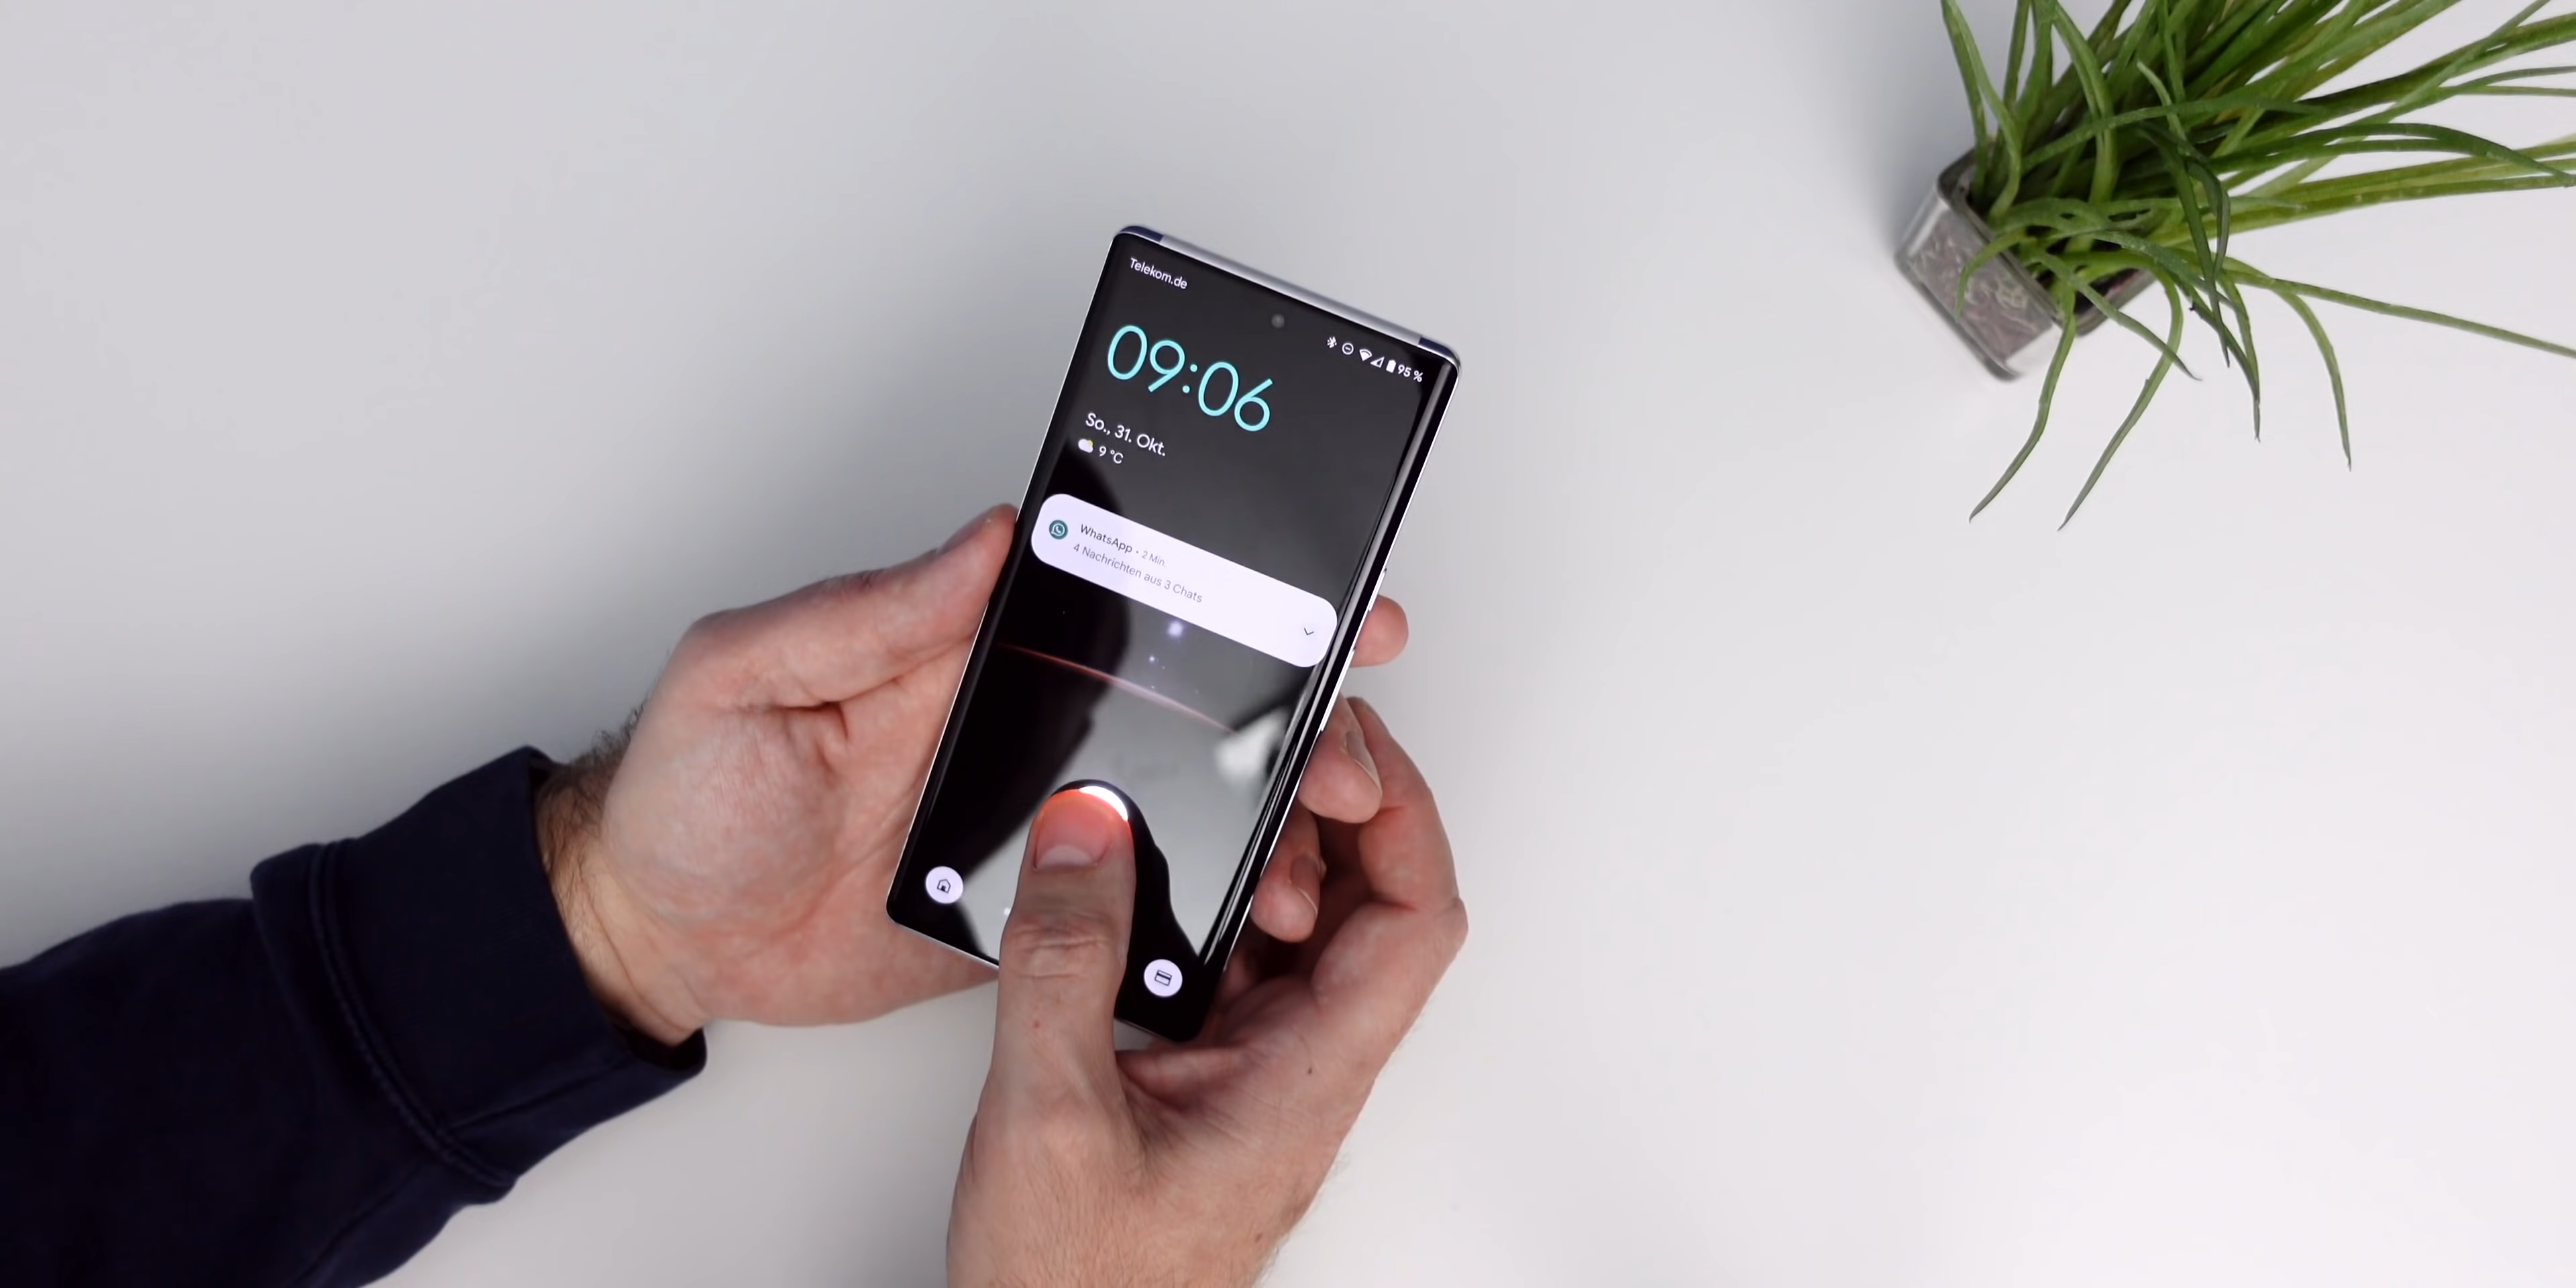 Telekom.de
95 %
09:06
So., 31. Okt.
9 °C
WhatsApp • 2 Min.
4 Nachrichten aus 3 Chats